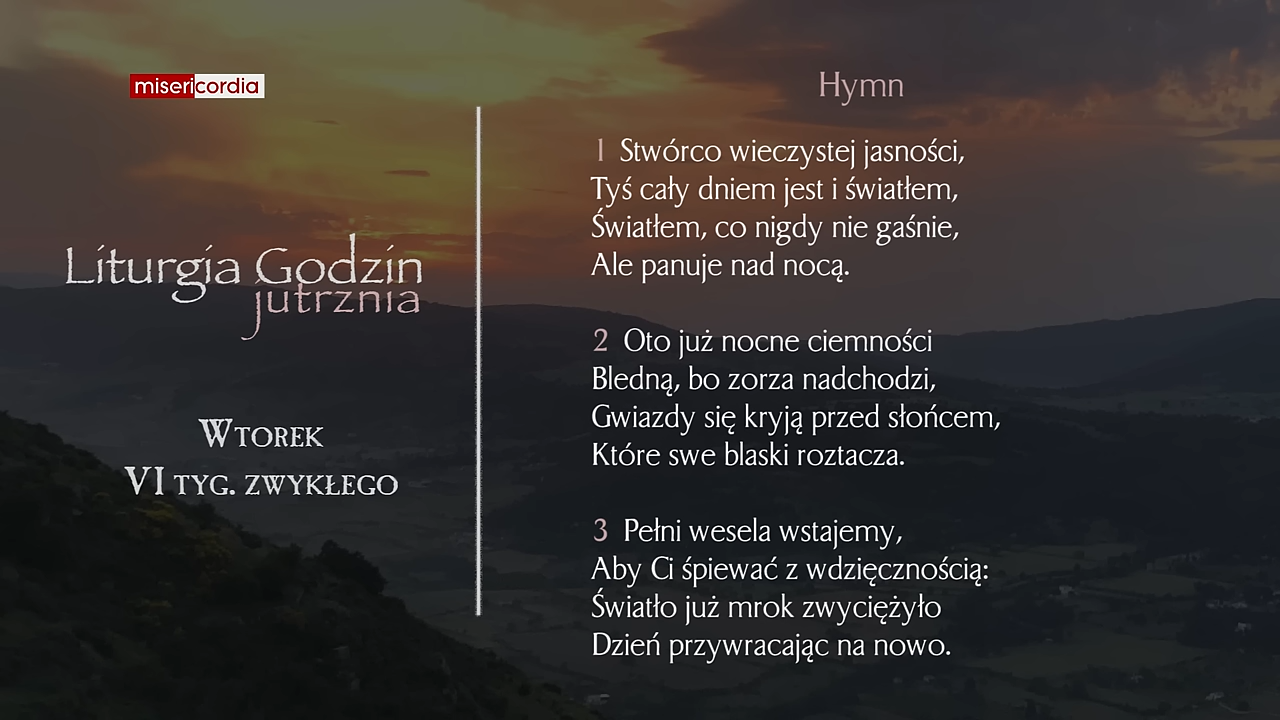 misericordia
Liturgia Godzin
jutrznia
Wtorek
VI tyg. zwykłego
Hymn
1 Stwórco wieczystej jasności,
Tyś cały dniem jest i światłem,
Światłem, co nigdy nie gaśnie,
Ale panuje nad nocą.
2 Oto już nocne ciemności
Bledną, bo zorza nadchodzi,
Gwiazdy się kryją przed słońcem,
Które swe blaski roztacza.
3 Pełni wesela wstajemy,
Aby Ci śpiewać z wdzięcznością:
Światło już mrok zwyciężyło
Dzień przywracając na nowo.